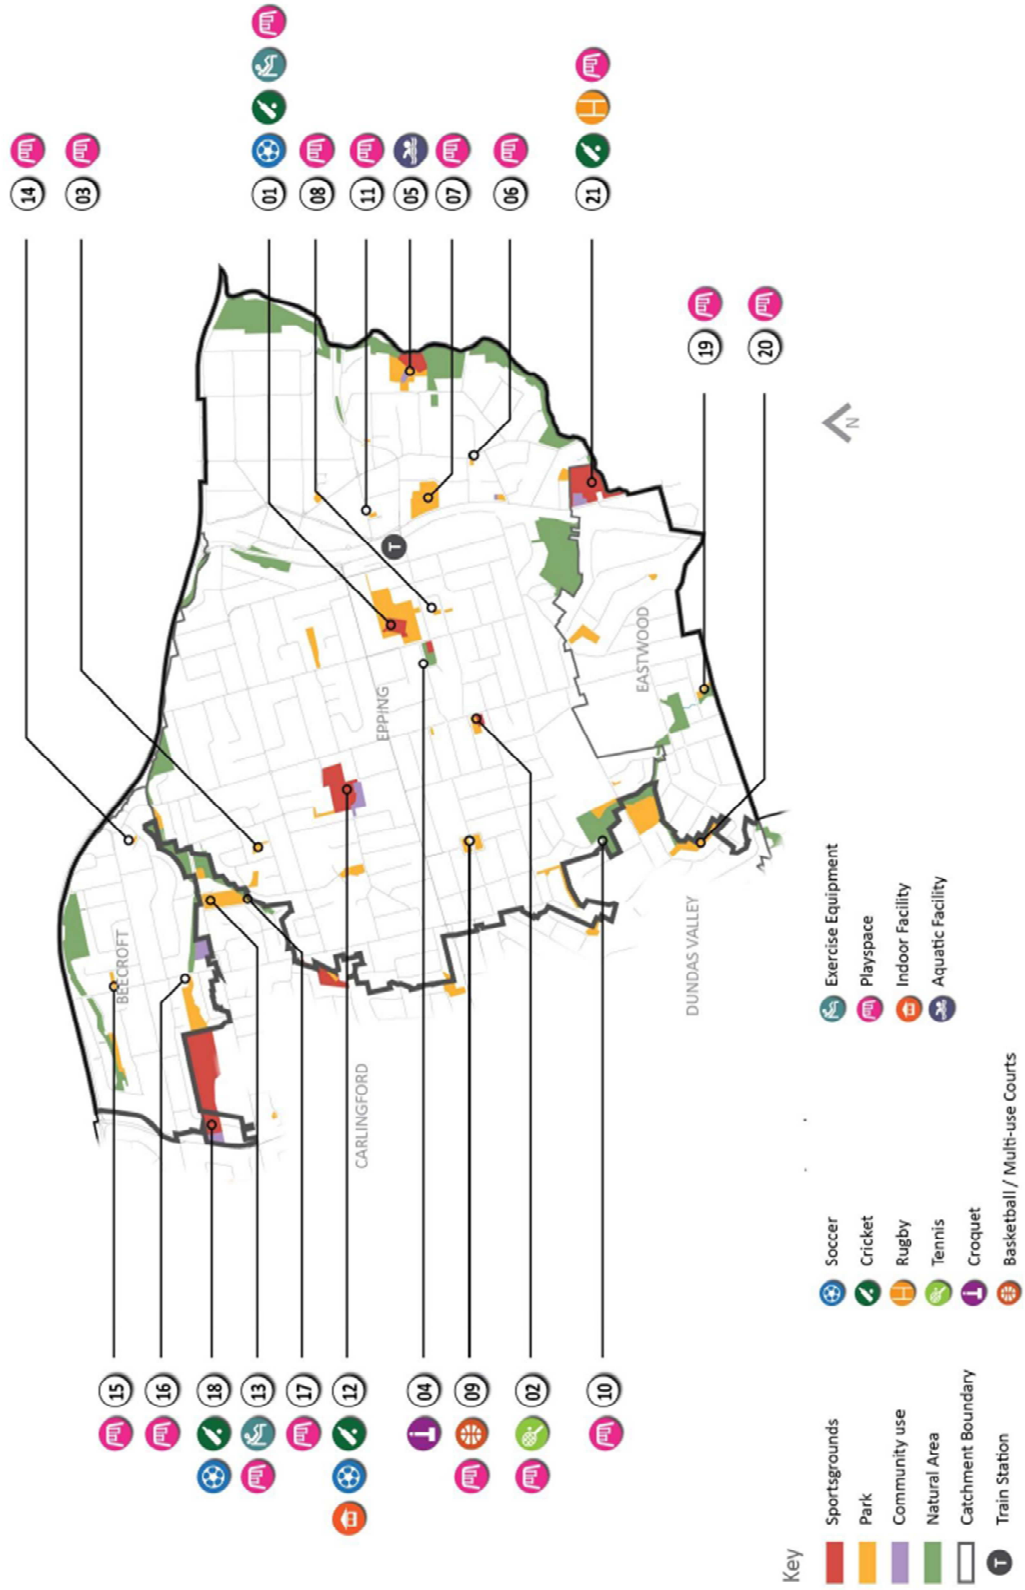 14
03
01
08
11
05
07
06
21
19
20
N
T
BEECROFT
EPPING
EASTWOOD
CARLINGFORD
DUNDAS VALLEY
15
16
18
13
17
12
04
09
02
10
Key
Sportsgrounds
Park
Community use
Natural Area
Catchment Boundary
T Train Station
Soccer
Cricket
Rugby
Tennis
Croquet
Basketball / Multi-use Courts
Exercise Equipment
Playspace
Indoor Facility
Aquatic Facility